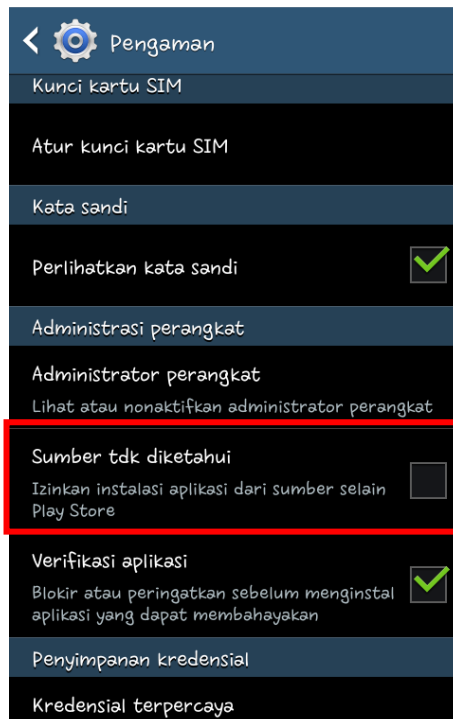 Pengaman
Kunci kartu SIM
Atur kunci kartu SIM
Kata sandi
Perlihatkan kata sandi
Administrasi perangkat
Administrator perangkat
Lihat atau nonaktifkan administrator perangkat
Sumber tdk diketahui
Izinkan instalasi aplikasi dari sumber selain
Play Store
Verifikasi aplikasi
Blokir atau peringatkan sebelum menginstal
aplikasi yang dapat membahayakan
Penyimpanan kredensial
Kredensial terpercaya